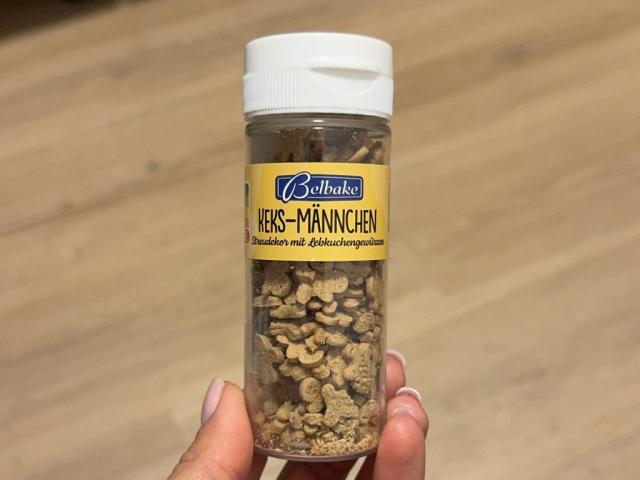 Belbake
KEKS-MÄNNCHEN
Streudekor mit Lebkuchengewürzen